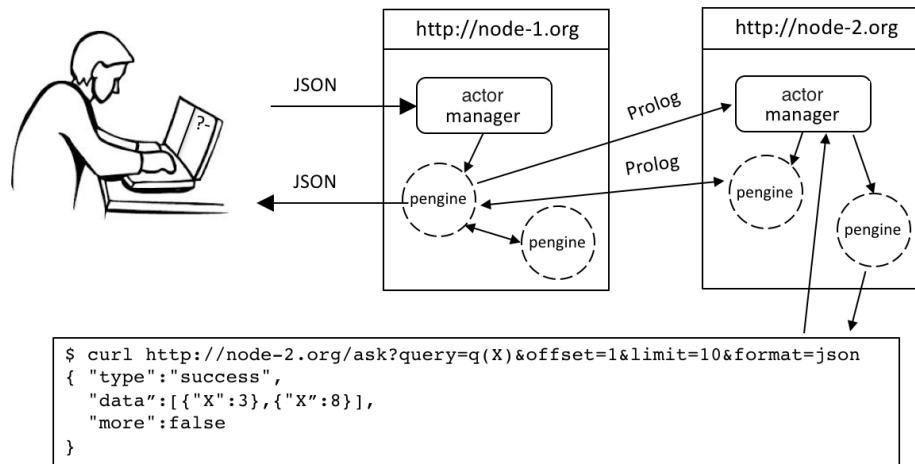 http://node-1.org
http://node-2.org
?-
JSON
actor
manager
Prolog
actor
manager
JSON
pengine
Prolog
pengine
pengine
pengine
$ curl http://node-2.org/ask?query=q(X)&offset=1&limit=10&format=json
{ "type":"success",
"data”:[{"X":3},{"X”:8}],
"more":false
}